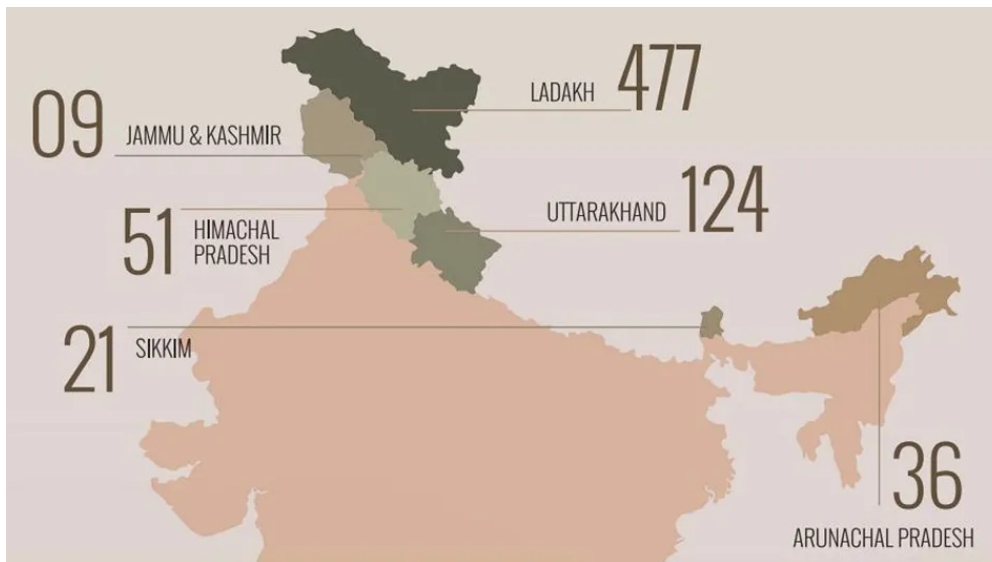 LADAKH 477
09 JAMMU & KASHMIR
UTTARAKHAND 124
51 HIMACHAL
PRADESH
21 SIKKIM
36
ARUNACHAL PRADESH